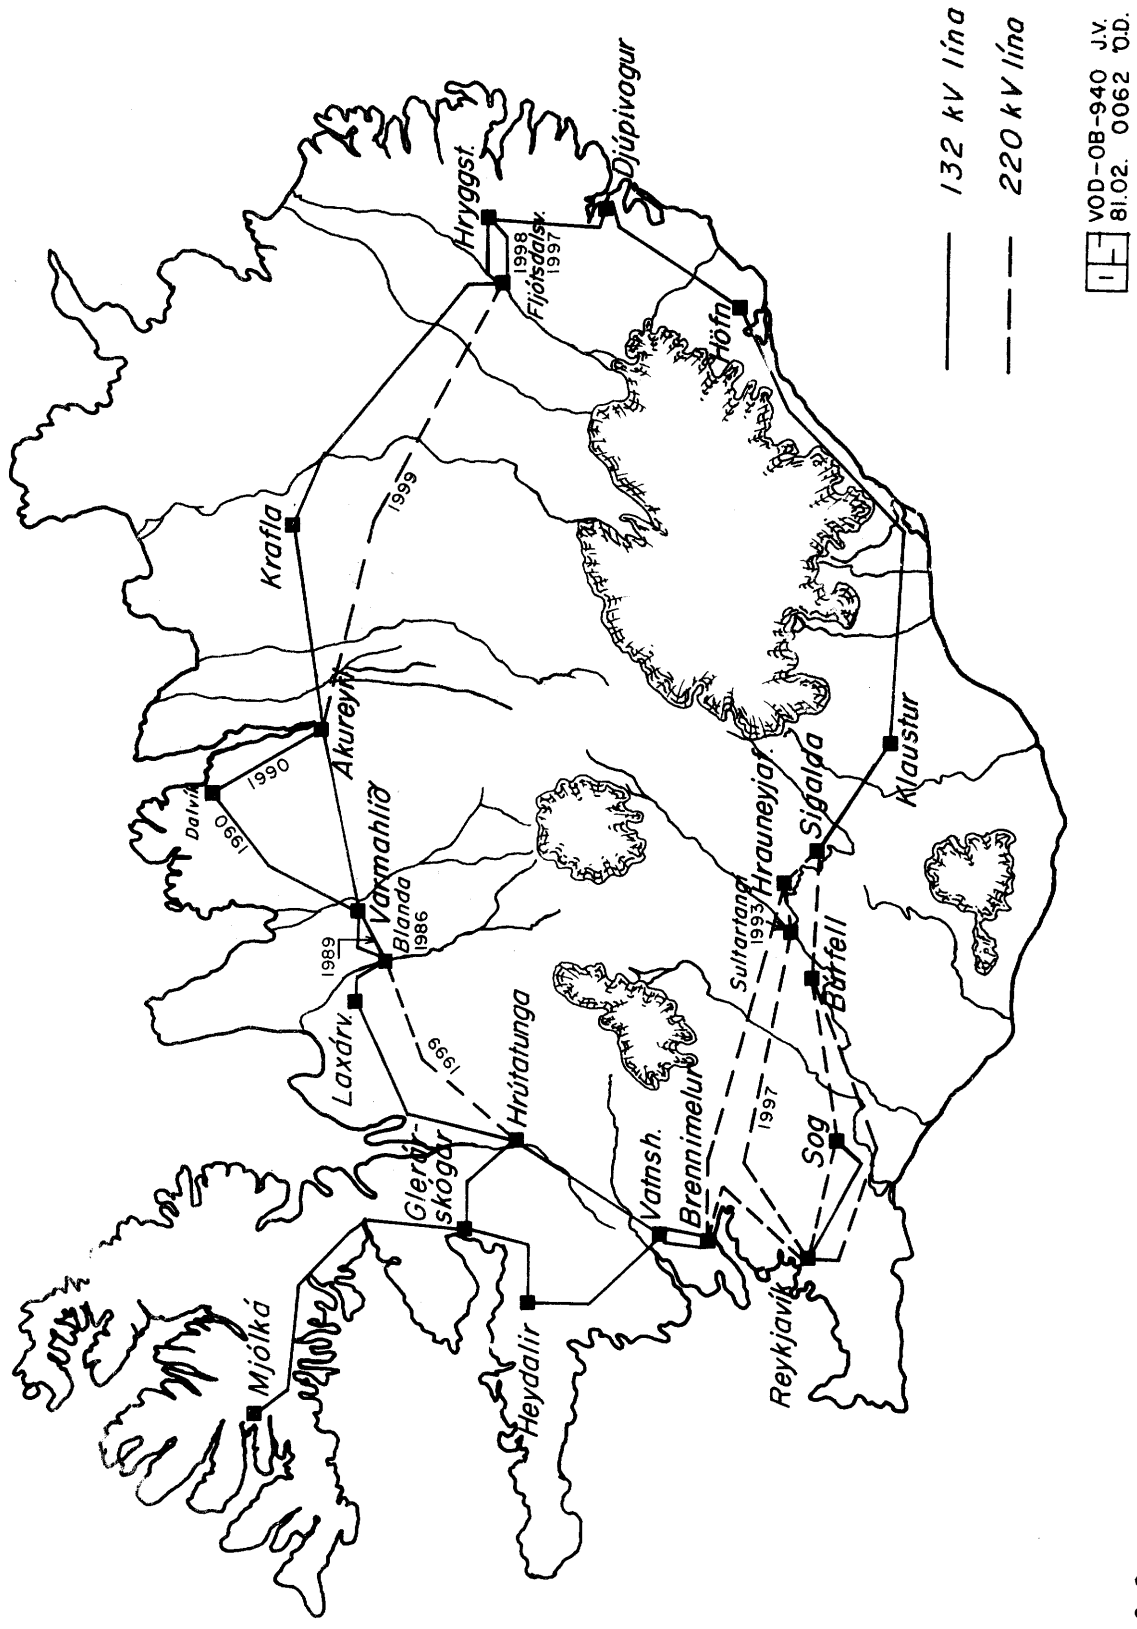 Mjólká
Heydalir
Glerár-
skógar
Hrútatunga
Vatnsh.
Brennimelur
Reykjavík
Sog
1997
Búrfell
Sultartangi
1993
Hrauneyjaf.
Sigalda
Klaustur
Laxárv.
1999
1989
Blanda
1986
Varmahlíð
1990
Dalvík
1990
Akureyri
Krafla
1999
Hryggst.
1998
1997
Fljótsdalsv.
Djúpivogur
Höfn
132 kV lína
220 kV lína
VOD-OB-940 J.V.
81.02. 0062 'O.D.